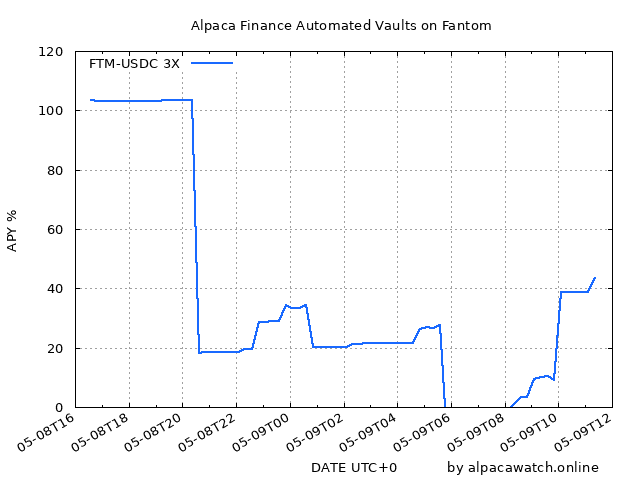 Alpaca Finance Automated Vaults on Fantom
FTM-USDC 3X
APY %
120
100
80
60
40
20
0
05-08T16
05-08T18
05-08T20
05-08T22
05-09T00
05-09T02
05-09T04
05-09T06
05-09T08
05-09T10
05-09T12
DATE UTC+0
by alpacawatch.online